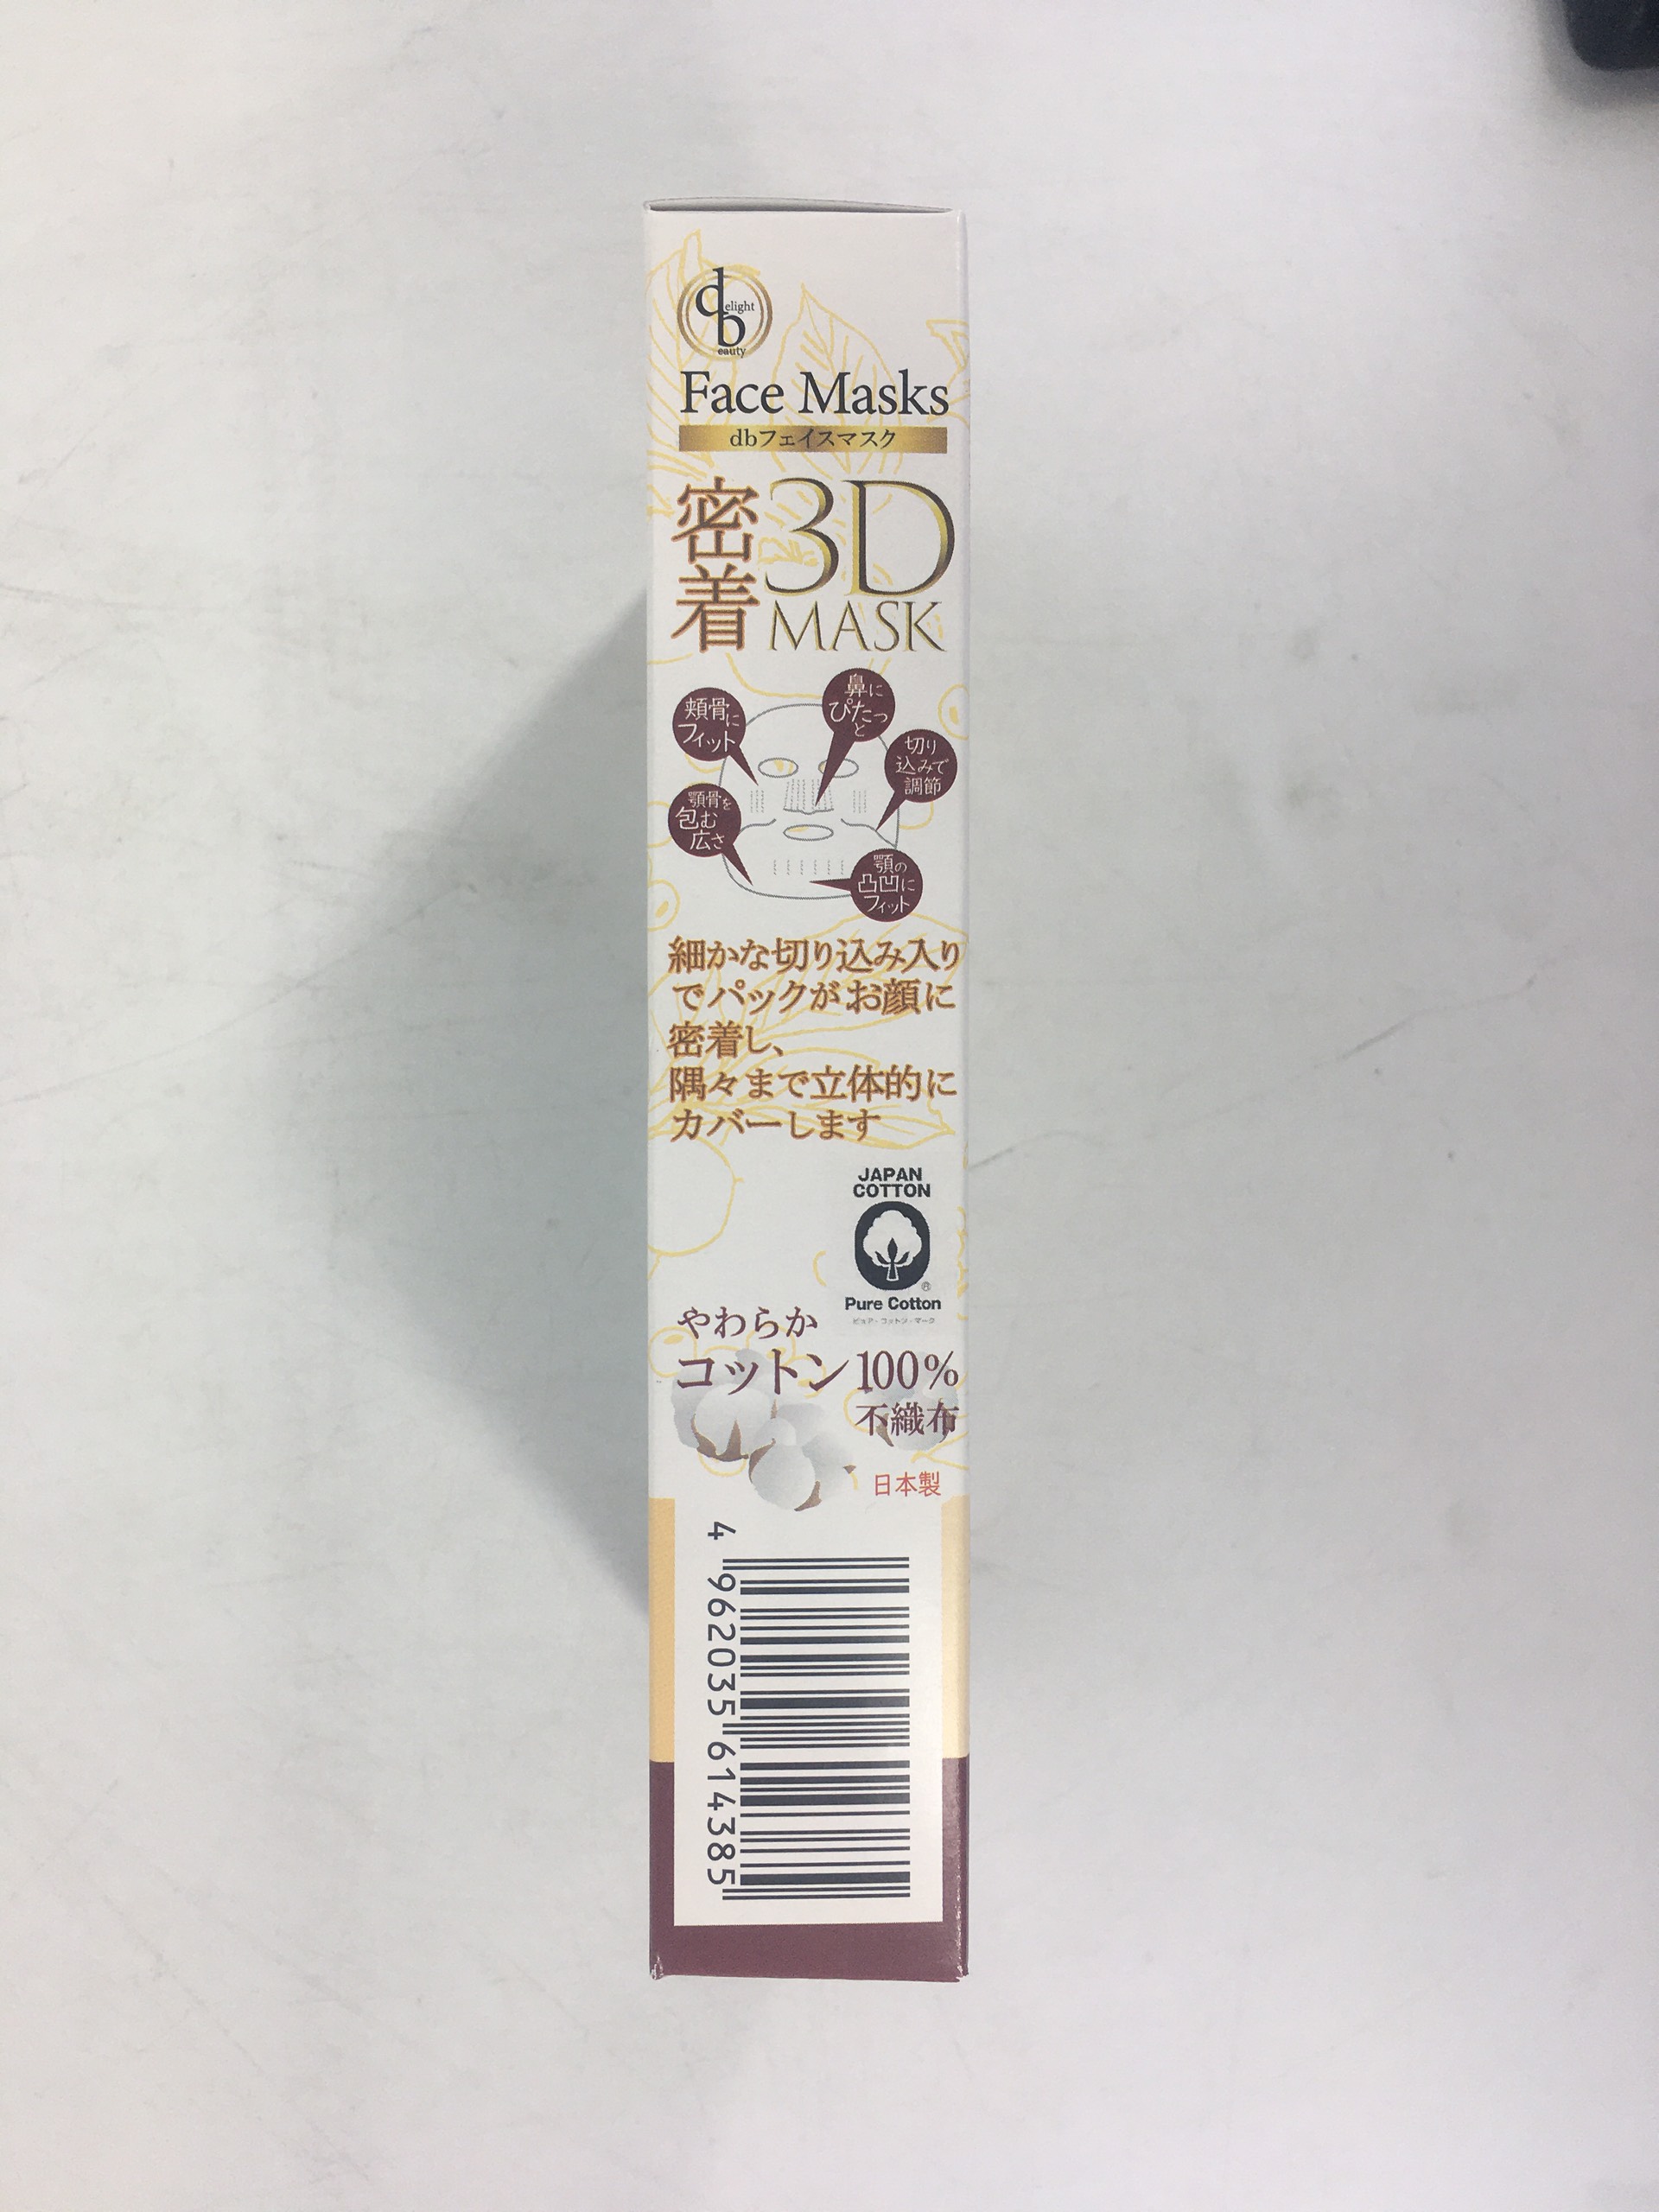 delight
beauty
Face Masks
dbフェイスマスク
密着
3D
MASK
頬骨に
フィット
鼻に
ぴたっ
と
切り
込みで
調節
顎骨を
包む
広さ
顎の
凸凹に
フィット
細かな切り込み入り
でパックがお顔に
密着し、
隅々まで立体的に
カバーします
JAPAN
COTTON
®
Pure Cotton
ピュア・コットン・マーク
やわらか
コットン100%
不織布
日本製
4 962035 614385